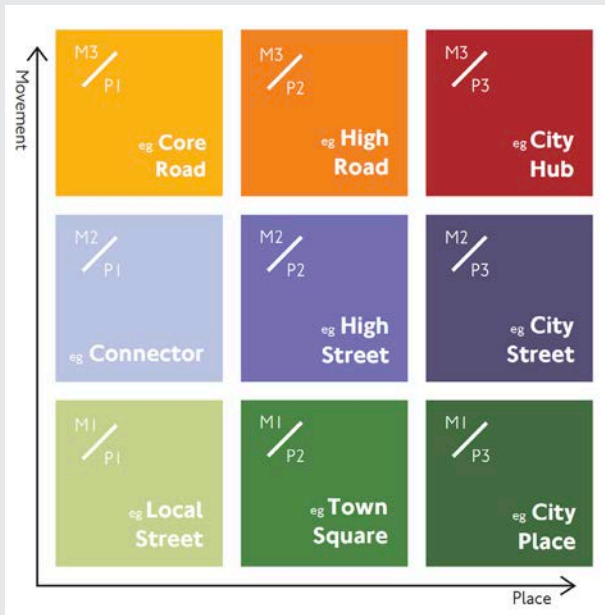 Movement
M3
P1
eg Core
Road
M3
P2
eg High
Road
M3
P3
eg City
Hub
M2
P1
eg Connector
M2
P2
eg High
Street
M2
P3
eg City
Street
M1
P1
eg Local
Street
M1
P2
eg Town
Square
M1
P3
eg City
Place
Place